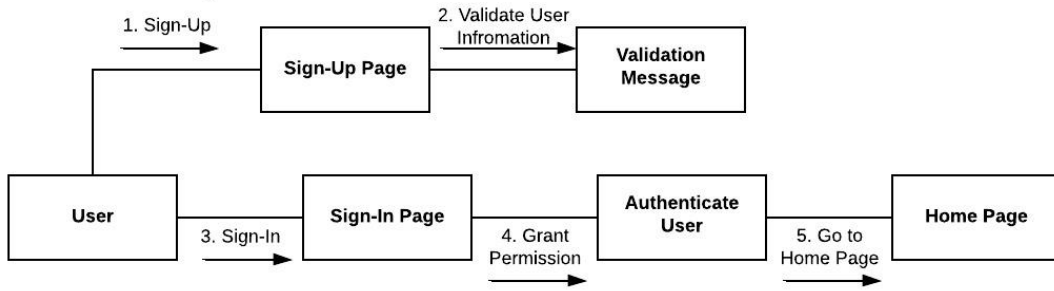 1. Sign-Up
2. Validate User
Infromation
Sign-Up Page
Validation
Message
User
Sign-In Page
Authenticate
User
Home Page
3. Sign-In
4. Grant
Permission
5. Go to
Home Page